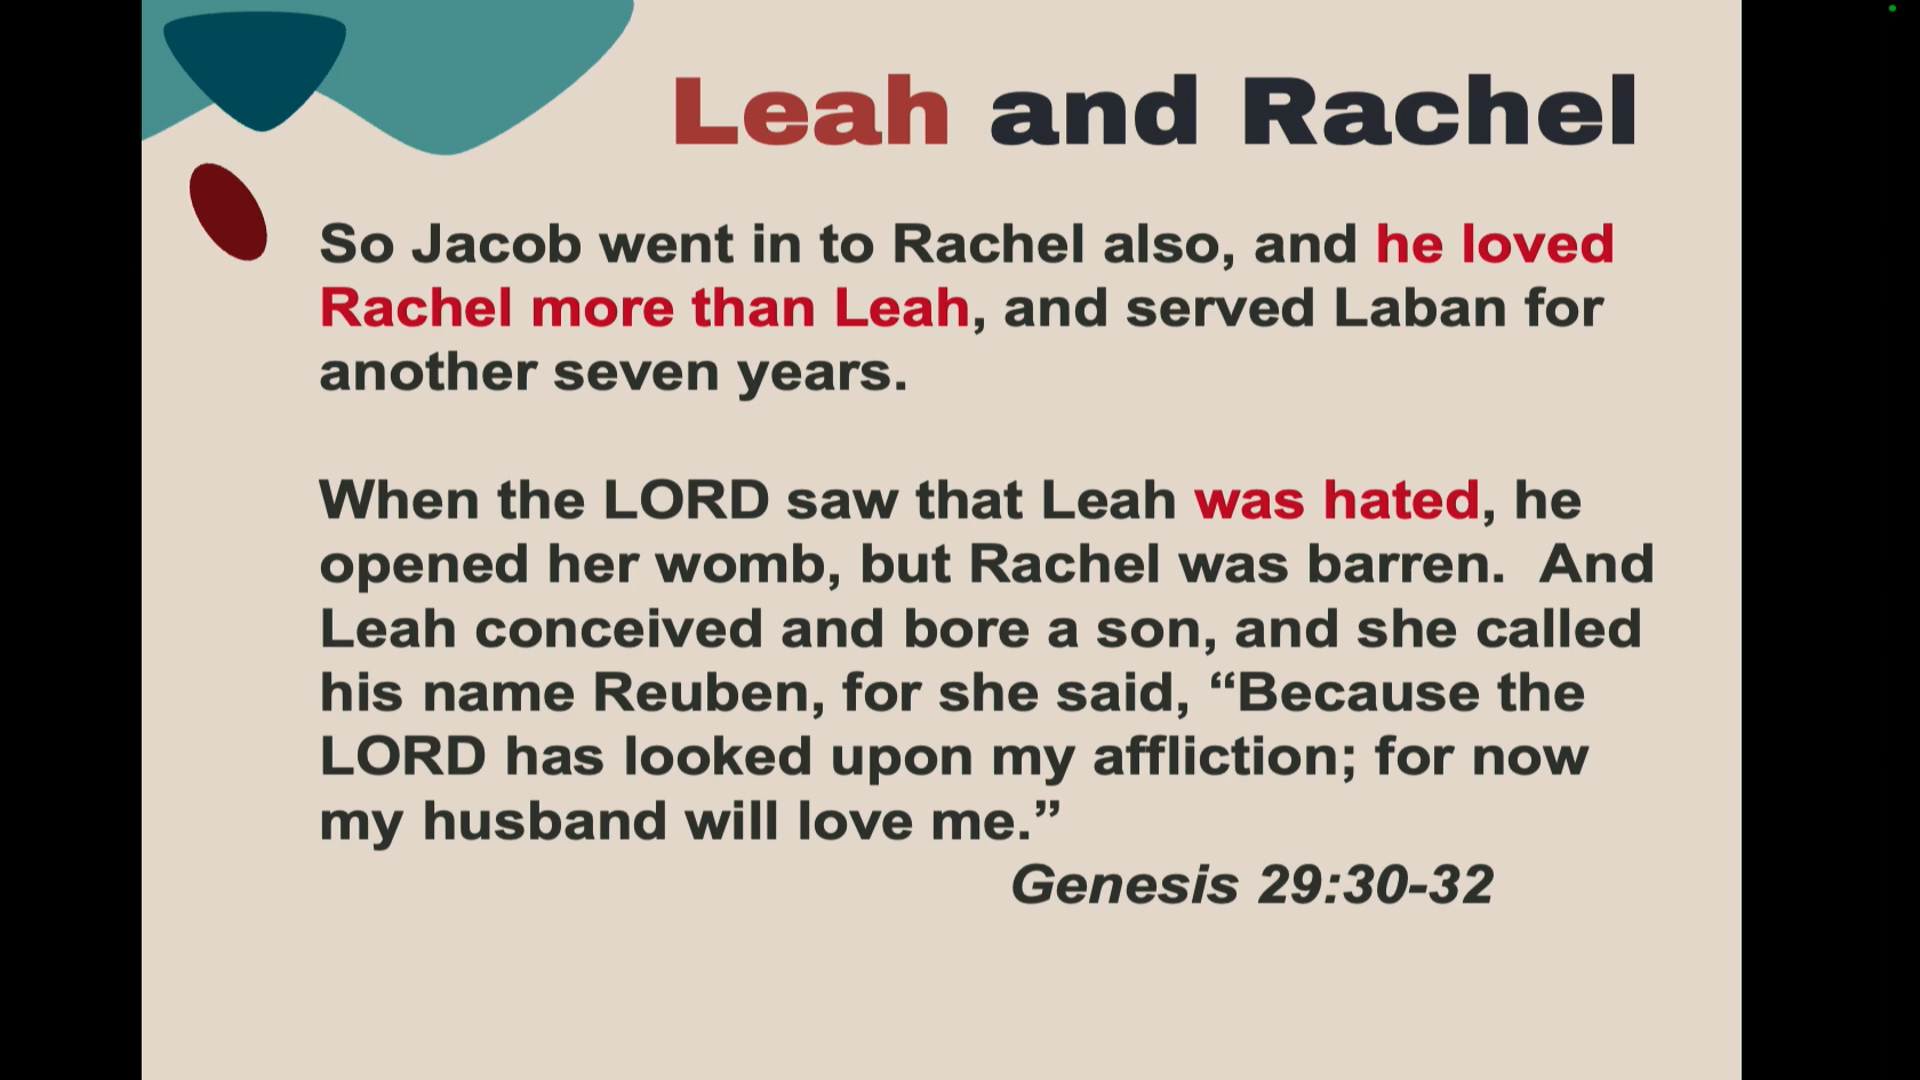 Leah and Rachel
So Jacob went in to Rachel also, and he loved
Rachel more than Leah, and served Laban for
another seven years.
When the LORD saw that Leah was hated, he
opened her womb, but Rachel was barren.  And
Leah conceived and bore a son, and she called
his name Reuben, for she said, “Because the
LORD has looked upon my affliction; for now
my husband will love me.”
Genesis 29:30-32